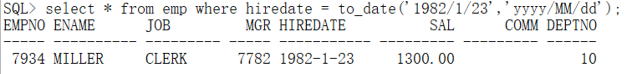 SQL> select * from emp where hiredate = to_date('1982/1/23','yyyy/MM/dd');
EMPNO ENAME      JOB         MGR HIREDATE          SAL      COMM DEPTNO
----- ---------- --------- ----- ----------- --------- --------- ------
 7934 MILLER     CLERK      7782 1982-1-23     1300.00               10